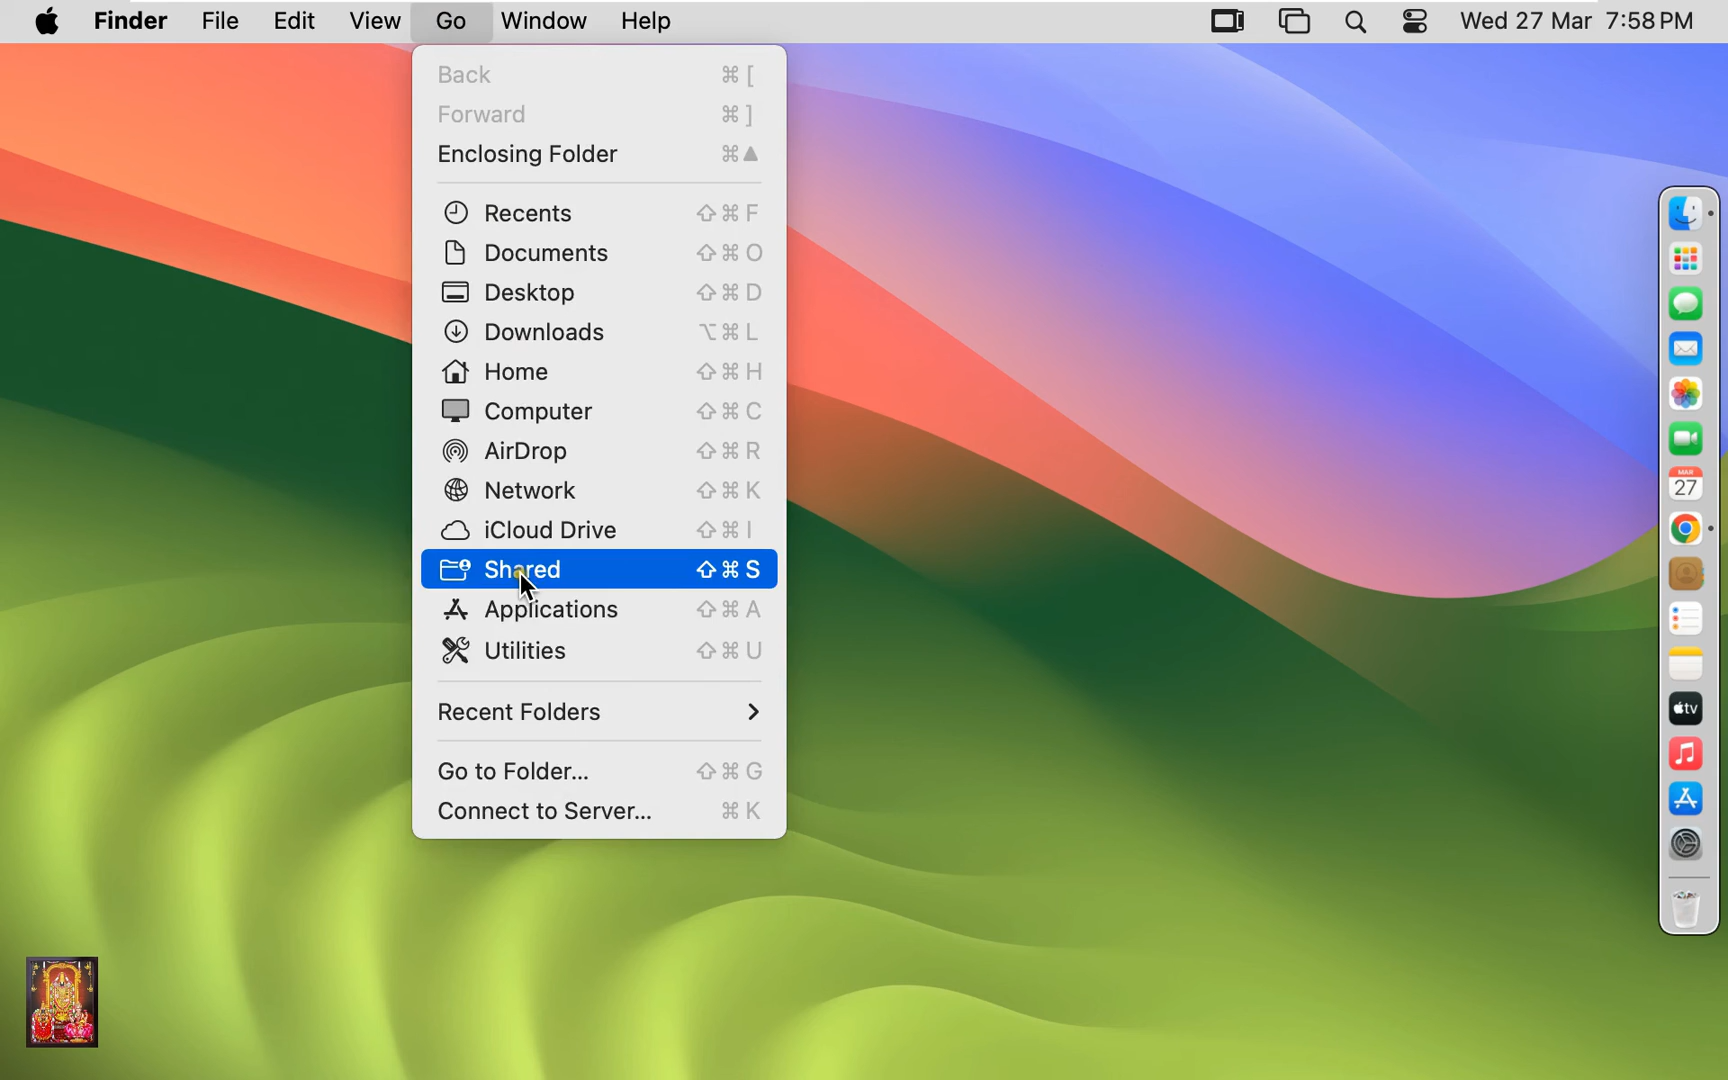 Finder File Edit View Go Window Help Wed 27 Mar 7:58 PM
Back ⌘ [
Forward ⌘ ]
Enclosing Folder ⌘▲
Recents ⇧⌘ F
Documents ⇧⌘ O
Desktop ⇧⌘ D
Downloads ⌥⌘ L
Home ⇧⌘ H
Computer ⇧⌘ C
AirDrop ⇧⌘ R
Network ⇧⌘ K
iCloud Drive ⇧⌘ I
Shared ⇧⌘ S
Applications ⇧⌘ A
Utilities ⇧⌘ U
Recent Folders >
Go to Folder... ⇧⌘ G
Connect to Server... ⌘ K
MAR
27
tv